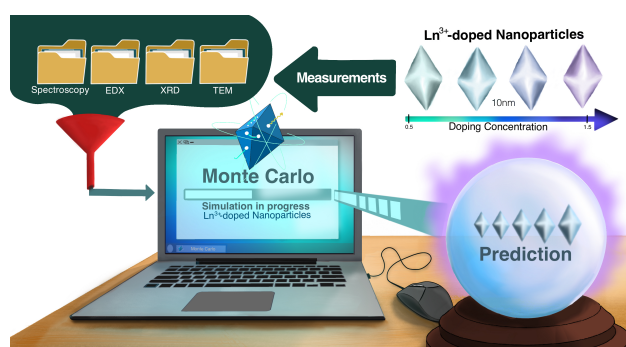 Ln3+-doped Nanoparticles
Measurements
Spectroscopy
EDX
XRD
TEM
10nm
0.5
Doping Concentration
1.5
Monte Carlo
Simulation in progress
Ln3+-doped Nanoparticles
Monte Carlo
Prediction